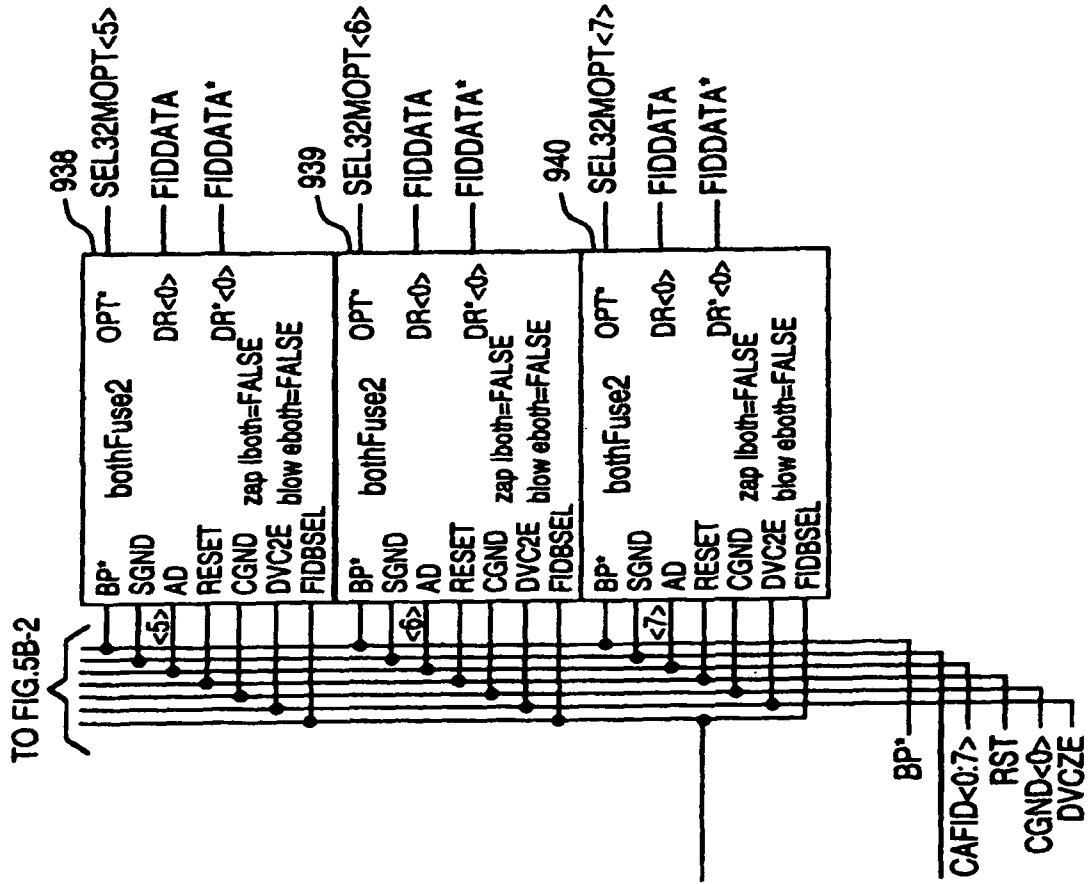 TO FIG.5B-2
938
BP*
bothFuse2
OPT*
SEL32MOPT<5>
SGND
<5>
AD
DR<0>
FIDDATA
RESET
CGND
zap lboth=FALSE
DR*<0>
FIDDATA*
DVC2E
blow eboth=FALSE
FIDBSEL
939
BP*
bothFuse2
OPT*
SEL32MOPT<6>
SGND
<6>
AD
DR<0>
FIDDATA
RESET
CGND
zap lboth=FALSE
DR*<0>
FIDDATA*
DVC2E
blow eboth=FALSE
FIDBSEL
940
BP*
bothFuse2
OPT*
SEL32MOPT<7>
SGND
<7>
AD
DR<0>
FIDDATA
RESET
CGND
zap lboth=FALSE
DR*<0>
FIDDATA*
DVC2E
blow eboth=FALSE
FIDBSEL
BP*
CAFID<0:7>
RST
CGND<0>
DVCZE